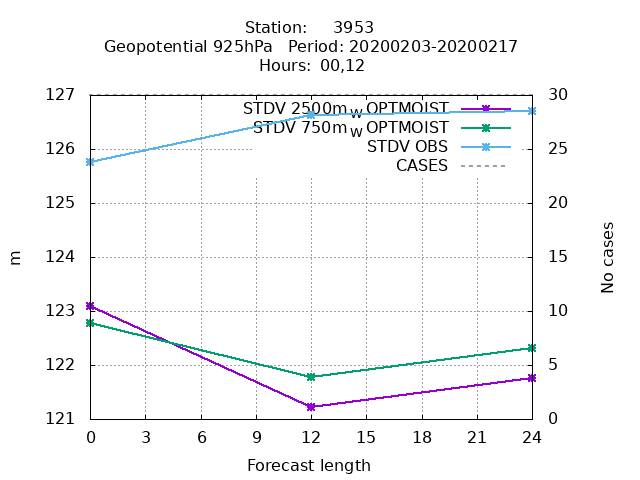 Station: 3953
Geopotential 925hPa Period: 20200203-20200217
Hours: 00,12
127 30
STDV 2500m W OPTMOIST
STDV 750m W OPTMOIST
126 25
STDV OBS
CASES
125 20
124 15
m
No cases
123 10
122 5
121 0
0 3 6 9 12 15 18 21 24
Forecast length